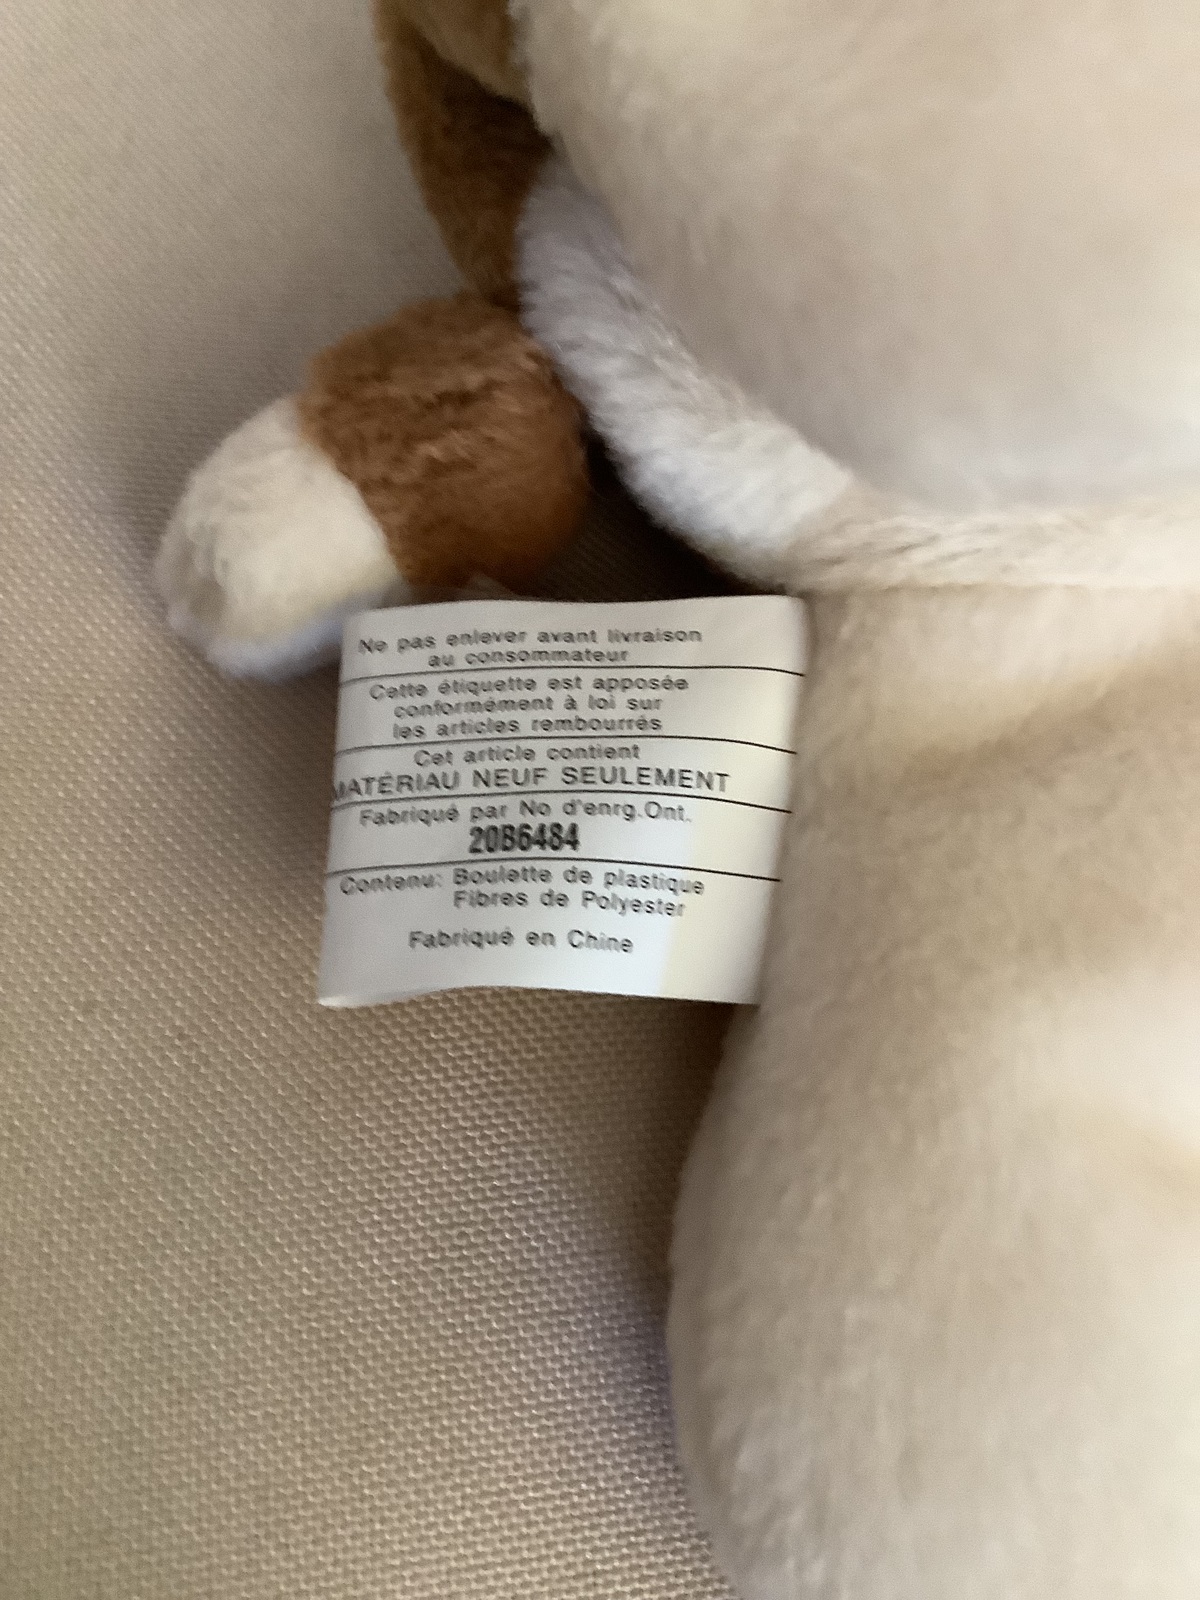 Ne pas enlever avant livraison
au consommateur
Cette étiquette est apposée
conformément à loi sur
les articles rembourrés
Cet article contient
MATÉRIAU NEUF SEULEMENT
Fabriqué par No d'enrg.Ont.
20B6484
Contenu: Boulette de plastique
Fibres de Polyester
Fabriqué en Chine